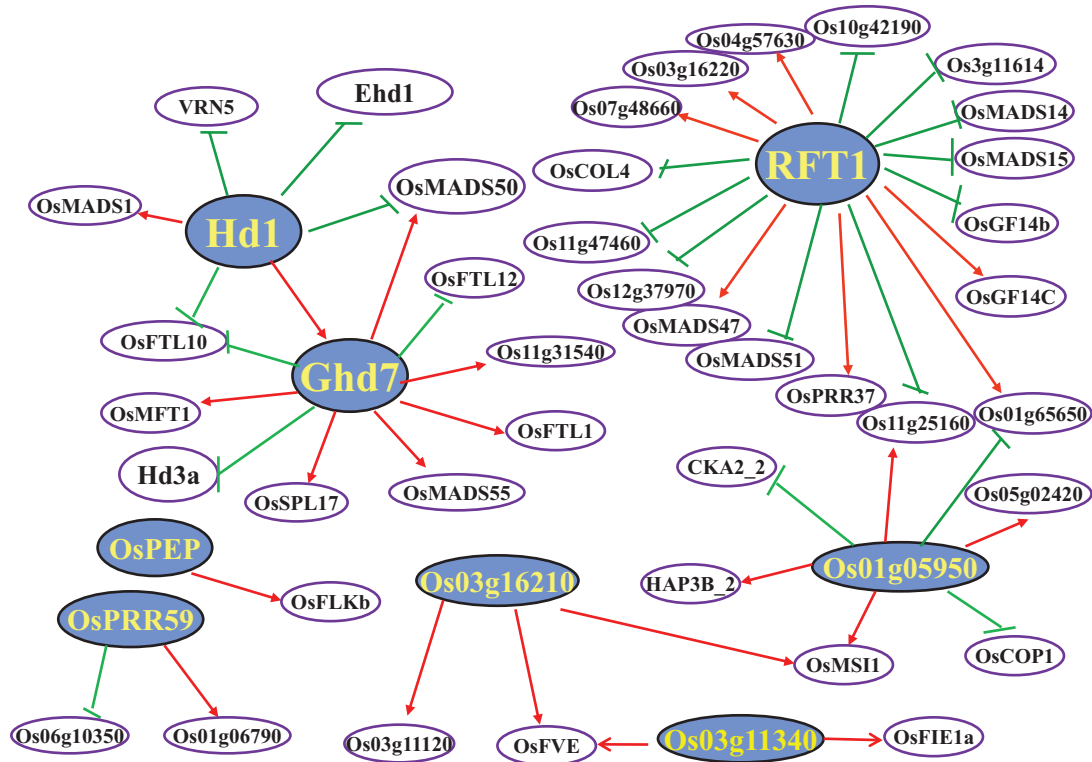 Os10g42190
Os04g57630
Os3g11614
Os03g16220
Ehd1
VRN5
Os07g48660
OsMADS14
RFT1
OsMADS15
OsCOL4
OsMADS50
OsMADS1
Hd1
OsGF14b
Os11g47460
OsFTL12
Os12g37970
OsGF14C
OsMADS47
OsFTL10
Os11g31540
OsMADS51
Ghd7
OsPRR37
OsMFT1
Os01g65650
Os11g25160
OsFTL1
Hd3a
CKA2_2
OsMADS55
Os05g02420
OsSPL17
OsPEP
Os01g05950
Os03g16210
HAP3B_2
OsFLKb
OsPRR59
OsCOP1
OsMSI1
Os06g10350
Os01g06790
Os03g11120
OsFVE
Os03g11340
OsFIE1a